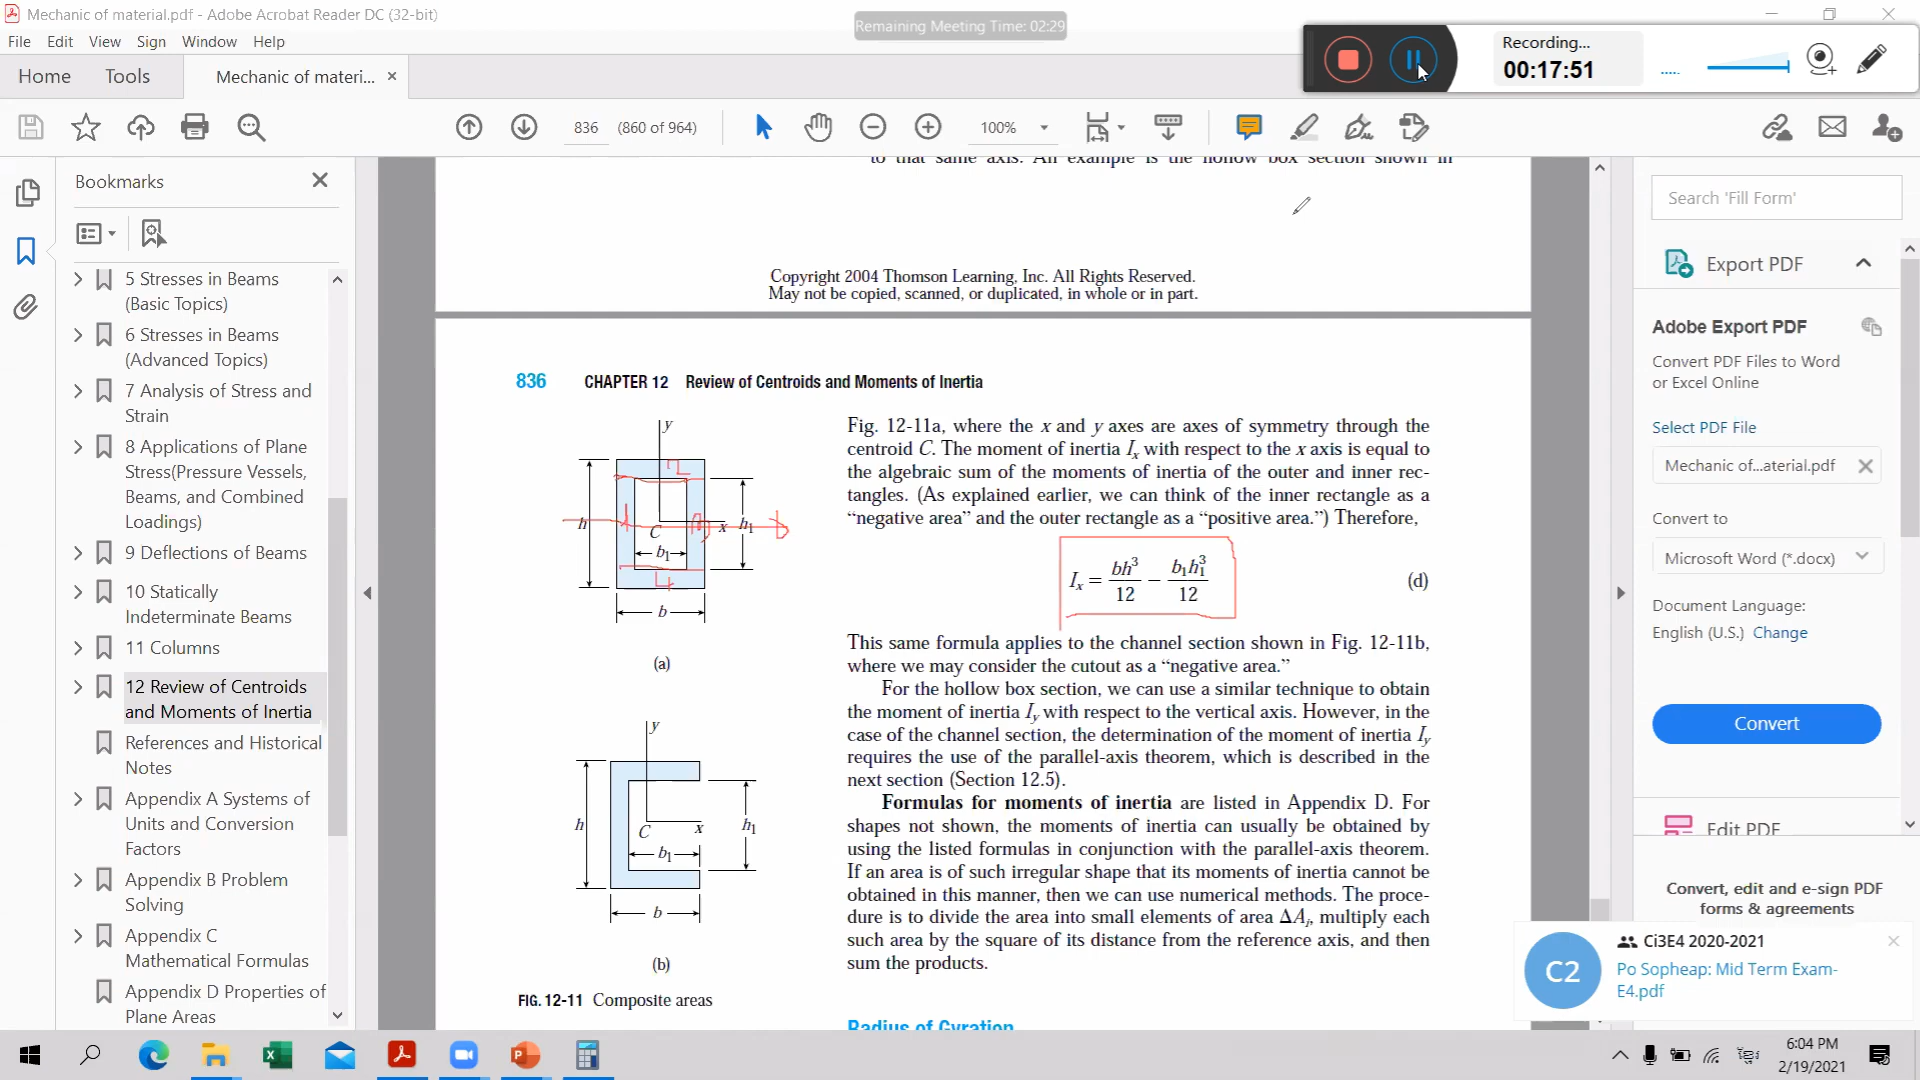 Mechanic of material.pdf - Adobe Acrobat Reader DC (32-bit)
Remaining Meeting Time: 02:29
File Edit View Sign Window Help
Recording...
00:17:51
Home Tools Mechanic of materi... ×
836 (860 of 964) 100%
Bookmarks
5 Stresses in Beams
(Basic Topics)
6 Stresses in Beams
(Advanced Topics)
7 Analysis of Stress and
Strain
8 Applications of Plane
Stress(Pressure Vessels,
Beams, and Combined
Loadings)
9 Deflections of Beams
10 Statically
Indeterminate Beams
11 Columns
12 Review of Centroids
and Moments of Inertia
References and Historical
Notes
Appendix A Systems of
Units and Conversion
Factors
Appendix B Problem
Solving
Appendix C
Mathematical Formulas
Appendix D Properties of
Plane Areas
to that same axis. An example is the hollow box section shown in
Copyright 2004 Thomson Learning, Inc. All Rights Reserved.
May not be copied, scanned, or duplicated, in whole or in part.
836 CHAPTER 12 Review of Centroids and Moments of Inertia
y
2
h
1
C
3
x
h₁
b₁
4
b
(a)
y
h
C
x
h₁
b₁
b
(b)
FIG. 12-11 Composite areas
Fig. 12-11a, where the x and y axes are axes of symmetry through the
centroid C. The moment of inertia Iₓ with respect to the x axis is equal to
the algebraic sum of the moments of inertia of the outer and inner rec-
tangles. (As explained earlier, we can think of the inner rectangle as a
“negative area” and the outer rectangle as a “positive area.”) Therefore,
Iₓ = bh³/12 − b₁h₁³/12 (d)
This same formula applies to the channel section shown in Fig. 12-11b,
where we may consider the cutout as a “negative area.”
For the hollow box section, we can use a similar technique to obtain
the moment of inertia Iy with respect to the vertical axis. However, in the
case of the channel section, the determination of the moment of inertia Iy
requires the use of the parallel-axis theorem, which is described in the
next section (Section 12.5).
Formulas for moments of inertia are listed in Appendix D. For
shapes not shown, the moments of inertia can usually be obtained by
using the listed formulas in conjunction with the parallel-axis theorem.
If an area is of such irregular shape that its moments of inertia cannot be
obtained in this manner, then we can use numerical methods. The proce-
dure is to divide the area into small elements of area ΔAi, multiply each
such area by the square of its distance from the reference axis, and then
sum the products.
Radius of Gyration
Search 'Fill Form'
Export PDF
Adobe Export PDF
Convert PDF Files to Word
or Excel Online
Select PDF File
Mechanic of...aterial.pdf
Convert to
Microsoft Word (*.docx)
Document Language:
English (U.S.) Change
Convert
Edit PDF
Convert, edit and e-sign PDF
forms & agreements
C2
Ci3E4 2020-2021
Po Sopheap: Mid Term Exam-
E4.pdf
6:04 PM
2/19/2021